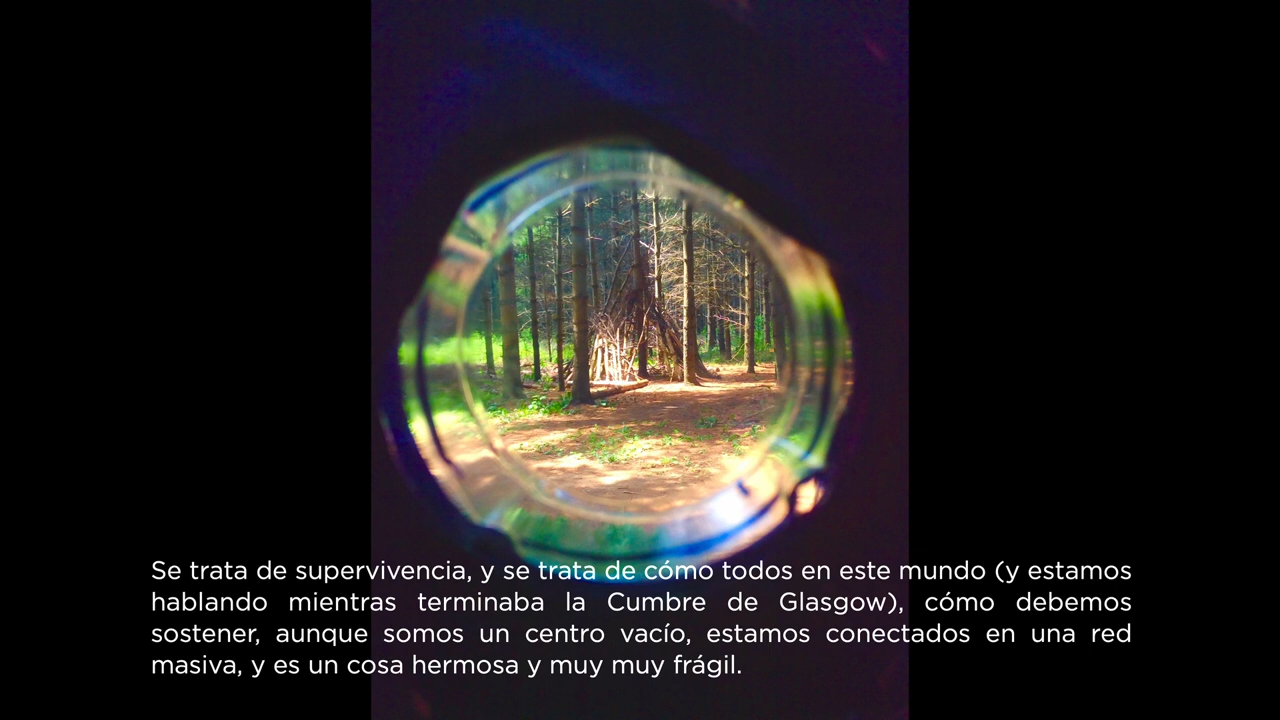 Se trata de supervivencia, y se trata de cómo todos en este mundo (y estamos
hablando mientras terminaba la Cumbre de Glasgow), cómo debemos
sostener, aunque somos un centro vacío, estamos conectados en una red
masiva, y es un cosa hermosa y muy muy frágil.